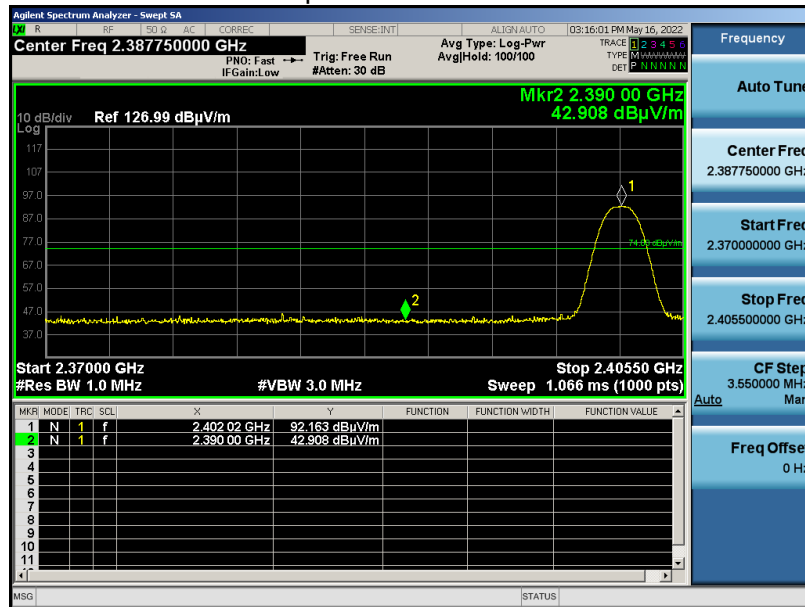 Agilent Spectrum Analyzer - Swept SA
LXI R RF 50 Ω AC CORREC SENSE:INT ALIGN AUTO 03:16:01 PM May 16, 2022
Center Freq 2.387750000 GHz
PNO: Fast
IFGain:Low
Trig: Free Run
#Atten: 30 dB
Avg Type: Log-Pwr
Avg|Hold: 100/100
TRACE 1 2 3 4 5 6
TYPE M WWWWW
DET P N N N N N
Mkr2 2.390 00 GHz
42.908 dBµV/m
10 dB/div Ref 126.99 dBµV/m
Log
117
107
97.0
87.0
77.0
67.0
57.0
47.0
37.0
1
74.00 dBµV/m
2
Start 2.37000 GHz Stop 2.40550 GHz
#Res BW 1.0 MHz #VBW 3.0 MHz Sweep 1.066 ms (1000 pts)
MKR MODE TRC SCL X Y FUNCTION FUNCTION WIDTH FUNCTION VALUE
1 N 1 f 2.402 02 GHz 92.163 dBµV/m
2 N 1 f 2.390 00 GHz 42.908 dBµV/m
3
4
5
6
7
8
9
10
11
MSG STATUS
Frequency
Auto Tune
Center Freq
2.387750000 GHz
Start Freq
2.370000000 GHz
Stop Freq
2.405500000 GHz
CF Step
3.550000 MHz
Auto Man
Freq Offset
0 Hz